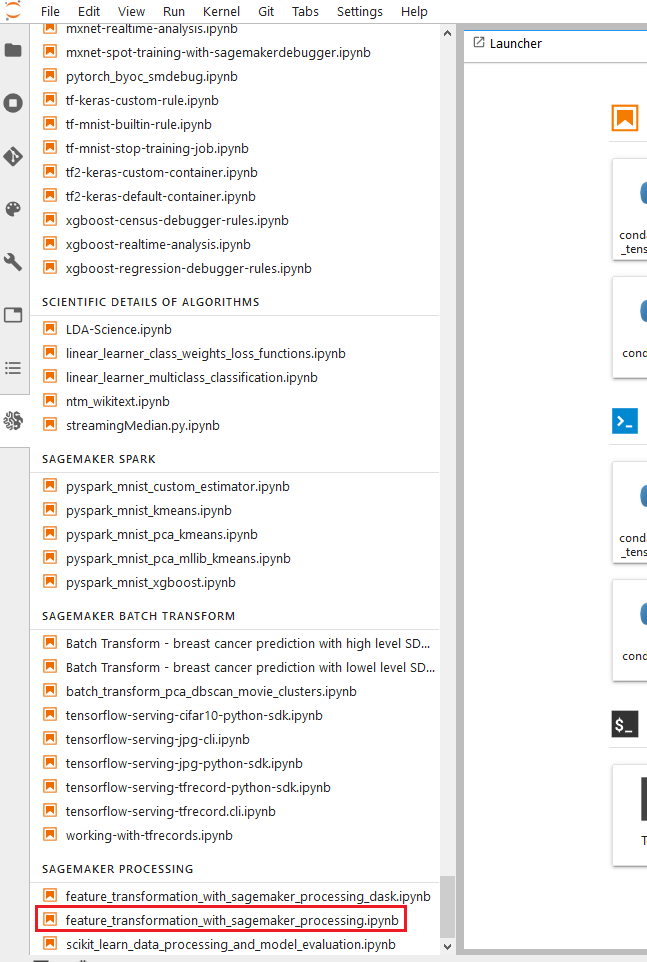 File Edit View Run Kernel Git Tabs Settings Help
mxnet-realtime-analysis.ipynb
mxnet-spot-training-with-sagemakerdebugger.ipynb
pytorch_byoc_smdebug.ipynb
tf-keras-custom-rule.ipynb
tf-mnist-builtin-rule.ipynb
tf-mnist-stop-training-job.ipynb
tf2-keras-custom-container.ipynb
tf2-keras-default-container.ipynb
xgboost-census-debugger-rules.ipynb
xgboost-realtime-analysis.ipynb
xgboost-regression-debugger-rules.ipynb
SCIENTIFIC DETAILS OF ALGORITHMS
LDA-Science.ipynb
linear_learner_class_weights_loss_functions.ipynb
linear_learner_multiclass_classification.ipynb
ntm_wikitext.ipynb
streamingMedian.py.ipynb
SAGEMAKER SPARK
pyspark_mnist_custom_estimator.ipynb
pyspark_mnist_kmeans.ipynb
pyspark_mnist_pca_kmeans.ipynb
pyspark_mnist_pca_mllib_kmeans.ipynb
pyspark_mnist_xgboost.ipynb
SAGEMAKER BATCH TRANSFORM
Batch Transform - breast cancer prediction with high level SD...
Batch Transform - breast cancer prediction with lowel level SD...
batch_transform_pca_dbscan_movie_clusters.ipynb
tensorflow-serving-cifar10-python-sdk.ipynb
tensorflow-serving-jpg-cli.ipynb
tensorflow-serving-jpg-python-sdk.ipynb
tensorflow-serving-tfrecord-python-sdk.ipynb
tensorflow-serving-tfrecord.cli.ipynb
working-with-tfrecords.ipynb
SAGEMAKER PROCESSING
feature_transformation_with_sagemaker_processing_dask.ipynb
feature_transformation_with_sagemaker_processing.ipynb
scikit_learn_data_processing_and_model_evaluation.ipynb
Launcher
conda
_tens
cond
>_
conda
_tens
cond
$_
T